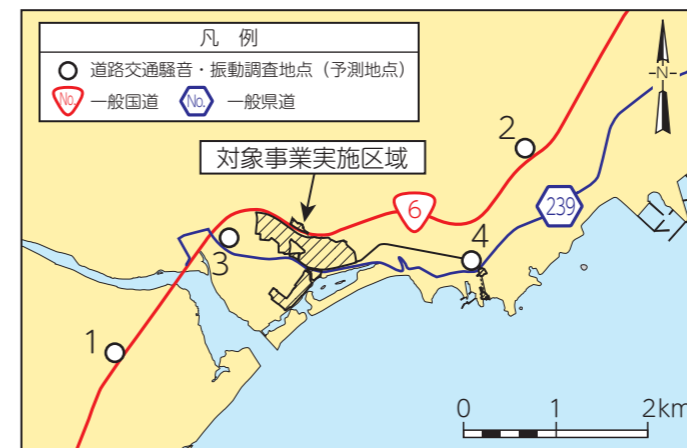 凡 例
道路交通騒音・振動調査地点（予測地点）
No. 一般国道 No. 一般県道
N
対象事業実施区域
2
6
239
3
4
1
0 1 2km